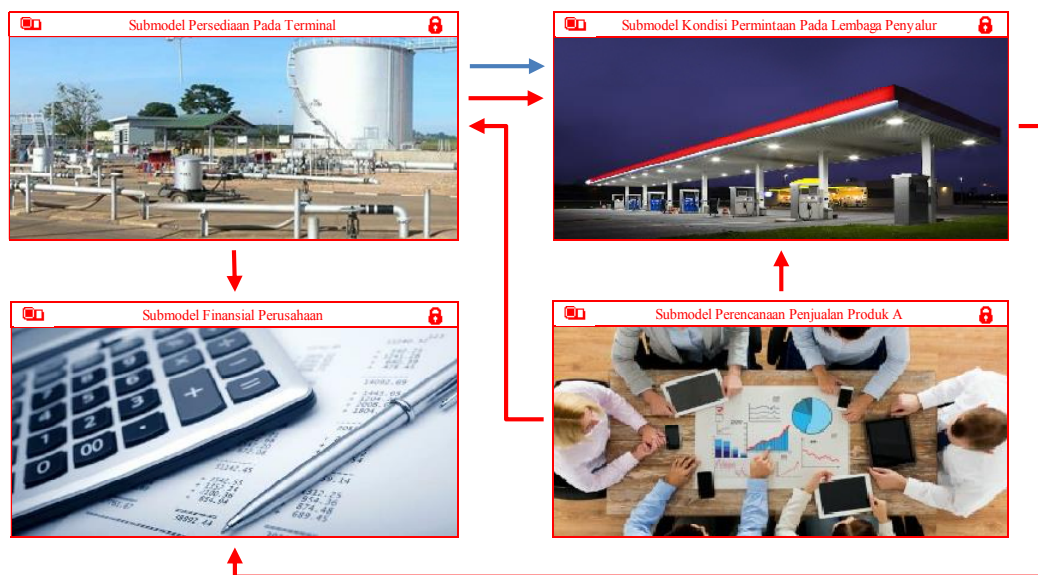 Submodel Persediaan Pada Terminal
Submodel Kondisi Permintaan Pada Lembaga Penyalur
Submodel Finansial Perusahaan
Submodel Perencanaan Penjualan Produk A